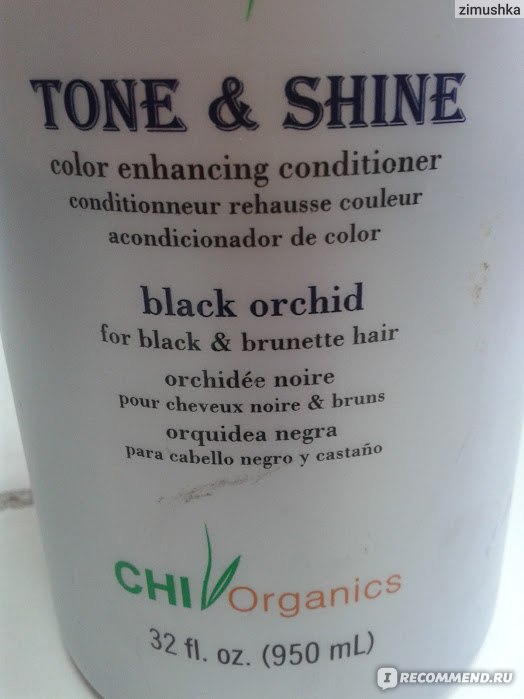 zimushka
TONE & SHINE
color enhancing conditioner
conditionneur rehausse couleur
acondicionador de color
black orchid
for black & brunette hair
orchidée noire
pour cheveux noire & bruns
orquidea negra
para cabello negro y castaño
CHI Organics
32 fl. oz. (950 mL)
I RECOMMEND.RU